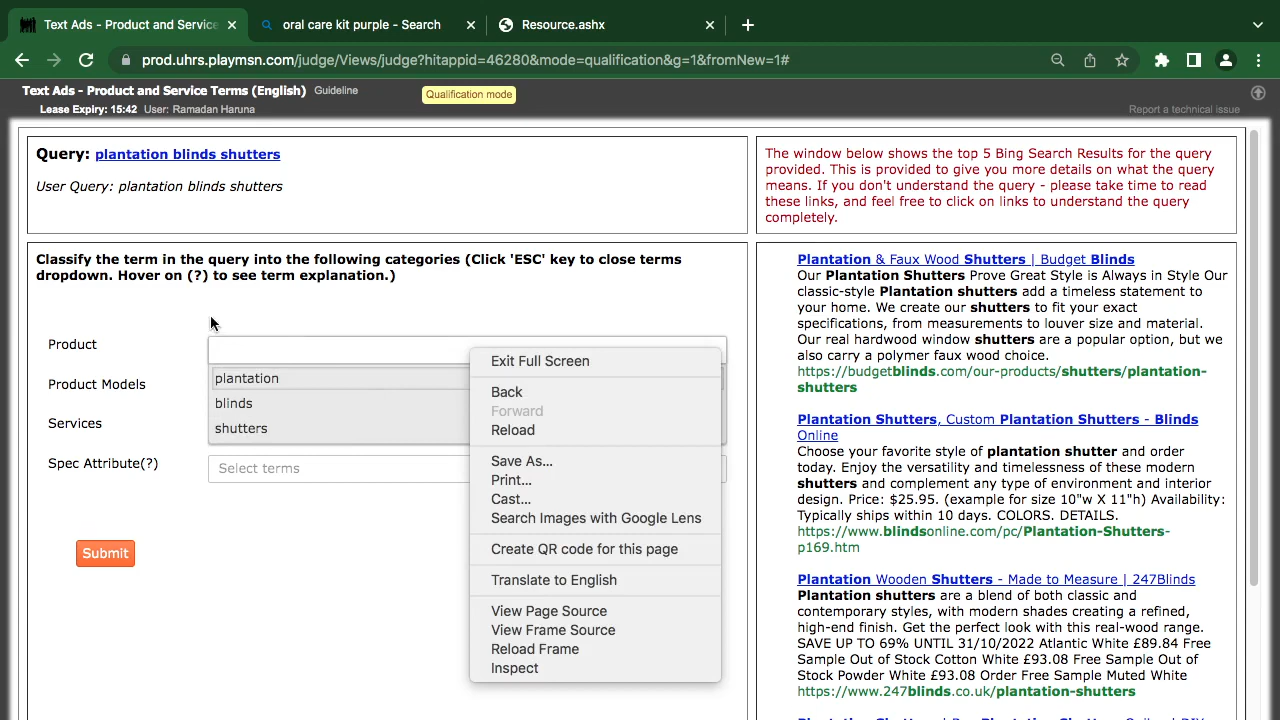 Text Ads - Product and Service
oral care kit purple - Search
Resource.ashx
prod.uhrs.playmsn.com/judge/Views/judge?hitappid=46280&mode=qualification&g=1&fromNew=1#
Text Ads - Product and Service Terms (English) Guideline
Qualification mode
Lease Expiry: 15:42 User: Ramadan Haruna
Report a technical issue
Query: plantation blinds shutters
User Query: plantation blinds shutters
The window below shows the top 5 Bing Search Results for the query
provided. This is provided to give you more details on what the query
means. If you don't understand the query - please take time to read
these links, and feel free to click on links to understand the query
completely.
Classify the term in the query into the following categories (Click 'ESC' key to close terms
dropdown. Hover on (?) to see term explanation.)
Product
Product Models
Services
Spec Attribute(?)
plantation
blinds
shutters
Select terms
Submit
Exit Full Screen
Back
Forward
Reload
Save As...
Print...
Cast...
Search Images with Google Lens
Create QR code for this page
Translate to English
View Page Source
View Frame Source
Reload Frame
Inspect
Plantation & Faux Wood Shutters | Budget Blinds
Our Plantation Shutters Prove Great Style is Always in Style Our
classic-style Plantation shutters add a timeless statement to
your home. We create our shutters to fit your exact
specifications, from measurements to louver size and material.
Our real hardwood window shutters are a popular option, but we
also carry a polymer faux wood choice.
https://budgetblinds.com/our-products/shutters/plantation-
shutters
Plantation Shutters, Custom Plantation Shutters - Blinds
Online
Choose your favorite style of plantation shutter and order
today. Enjoy the versatility and timelessness of these modern
shutters and complement any type of environment and interior
design. Price: $25.95. (example for size 10"w X 11"h) Availability:
Typically ships within 10 days. COLORS. DETAILS.
https://www.blindsonline.com/pc/Plantation-Shutters-
p169.htm
Plantation Wooden Shutters - Made to Measure | 247Blinds
Plantation shutters are a blend of both classic and
contemporary styles, with modern shades creating a refined,
high-end finish. Get the perfect look with this real-wood range.
SAVE UP TO 69% UNTIL 31/10/2022 Atlantic White £89.84 Free
Sample Out of Stock Cotton White £93.08 Free Sample Out of
Stock Powder White £93.08 Order Free Sample Muted White
https://www.247blinds.co.uk/plantation-shutters